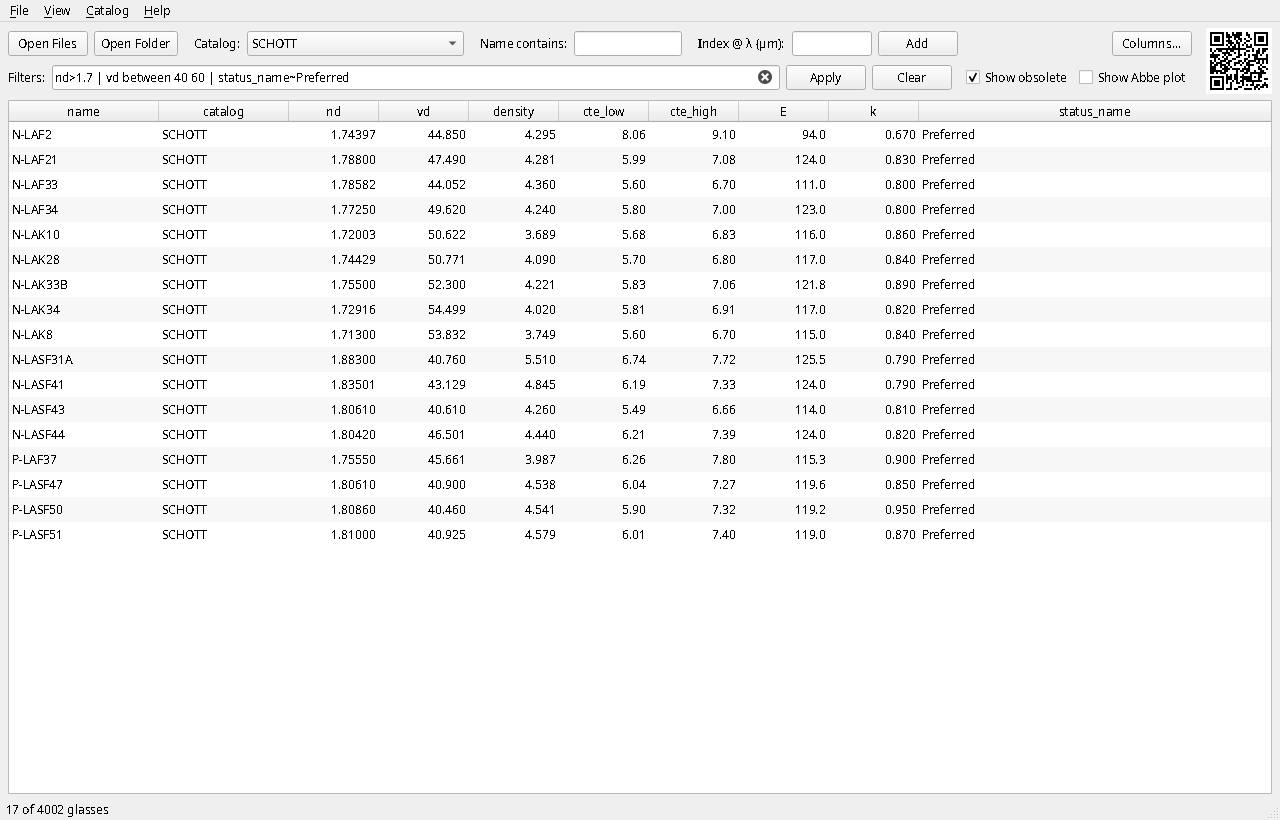 File View Catalog Help
Open Files Open Folder Catalog: SCHOTT Name contains: Index @ λ (µm): Add Columns...
Filters: nd>1.7 | vd between 40 60 | status_name~Preferred Apply Clear Show obsolete Show Abbe plot
name catalog nd vd density cte_low cte_high E k status_name
N-LAF2 SCHOTT 1.74397 44.850 4.295 8.06 9.10 94.0 0.670 Preferred
N-LAF21 SCHOTT 1.78800 47.490 4.281 5.99 7.08 124.0 0.830 Preferred
N-LAF33 SCHOTT 1.78582 44.052 4.360 5.60 6.70 111.0 0.800 Preferred
N-LAF34 SCHOTT 1.77250 49.620 4.240 5.80 7.00 123.0 0.800 Preferred
N-LAK10 SCHOTT 1.72003 50.622 3.689 5.68 6.83 116.0 0.860 Preferred
N-LAK28 SCHOTT 1.74429 50.771 4.090 5.70 6.80 117.0 0.840 Preferred
N-LAK33B SCHOTT 1.75500 52.300 4.221 5.83 7.06 121.8 0.890 Preferred
N-LAK34 SCHOTT 1.72916 54.499 4.020 5.81 6.91 117.0 0.820 Preferred
N-LAK8 SCHOTT 1.71300 53.832 3.749 5.60 6.70 115.0 0.840 Preferred
N-LASF31A SCHOTT 1.88300 40.760 5.510 6.74 7.72 125.5 0.790 Preferred
N-LASF41 SCHOTT 1.83501 43.129 4.845 6.19 7.33 124.0 0.790 Preferred
N-LASF43 SCHOTT 1.80610 40.610 4.260 5.49 6.66 114.0 0.810 Preferred
N-LASF44 SCHOTT 1.80420 46.501 4.440 6.21 7.39 124.0 0.820 Preferred
P-LAF37 SCHOTT 1.75550 45.661 3.987 6.26 7.80 115.3 0.900 Preferred
P-LASF47 SCHOTT 1.80610 40.900 4.538 6.04 7.27 119.6 0.850 Preferred
P-LASF50 SCHOTT 1.80860 40.460 4.541 5.90 7.32 119.2 0.950 Preferred
P-LASF51 SCHOTT 1.81000 40.925 4.579 6.01 7.40 119.0 0.870 Preferred
17 of 4002 glasses